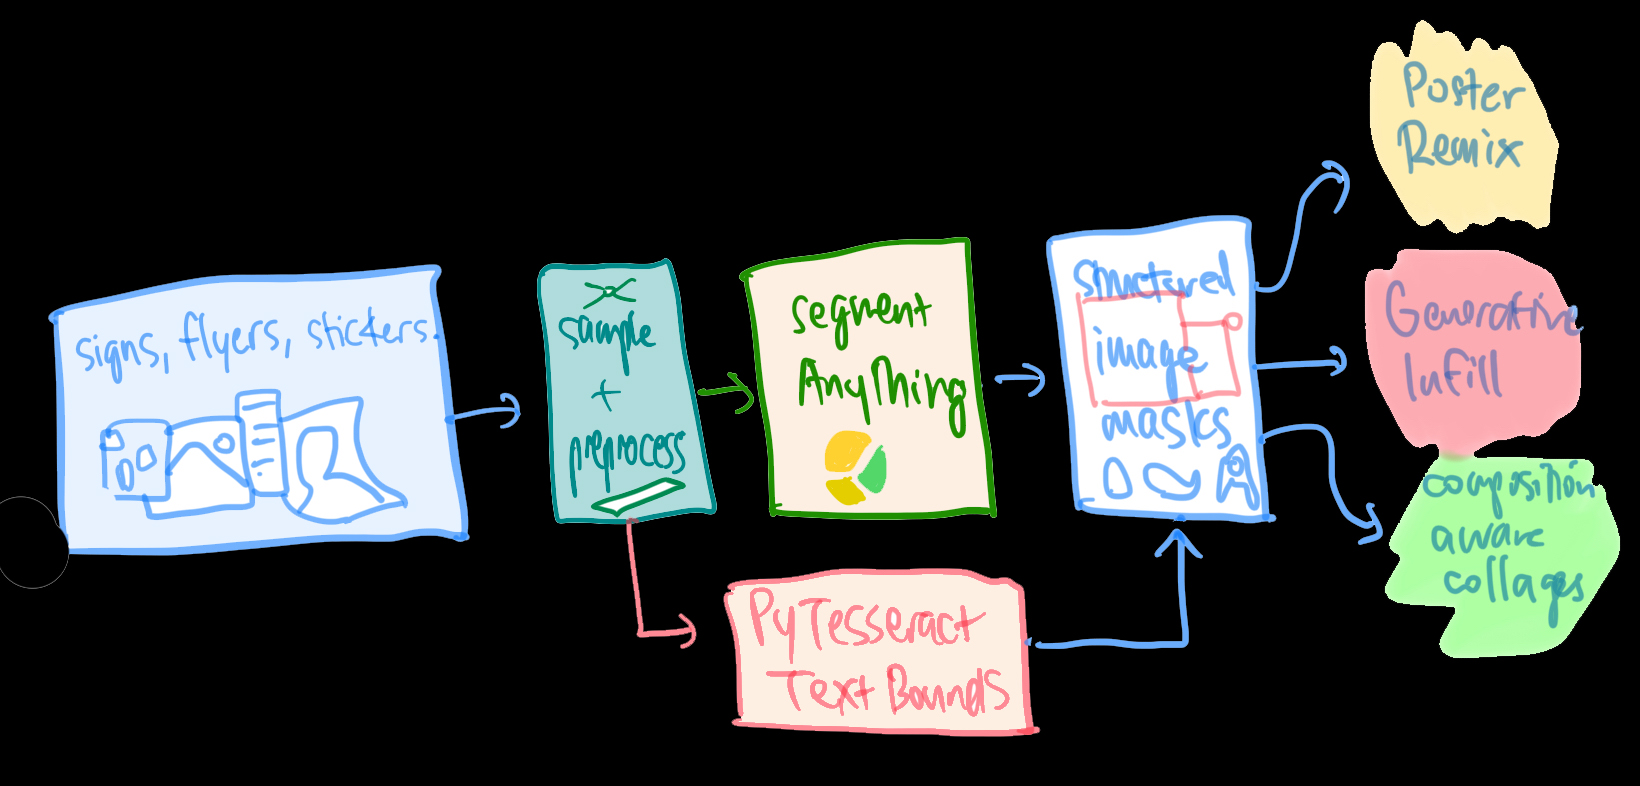 signs, flyers, stickers.
sample
+
preprocess
segment
AnyThing
PyTesseract
Text Bounds
structured
image
masks
Poster
Remix
Generative
Infill
composition
aware
collages